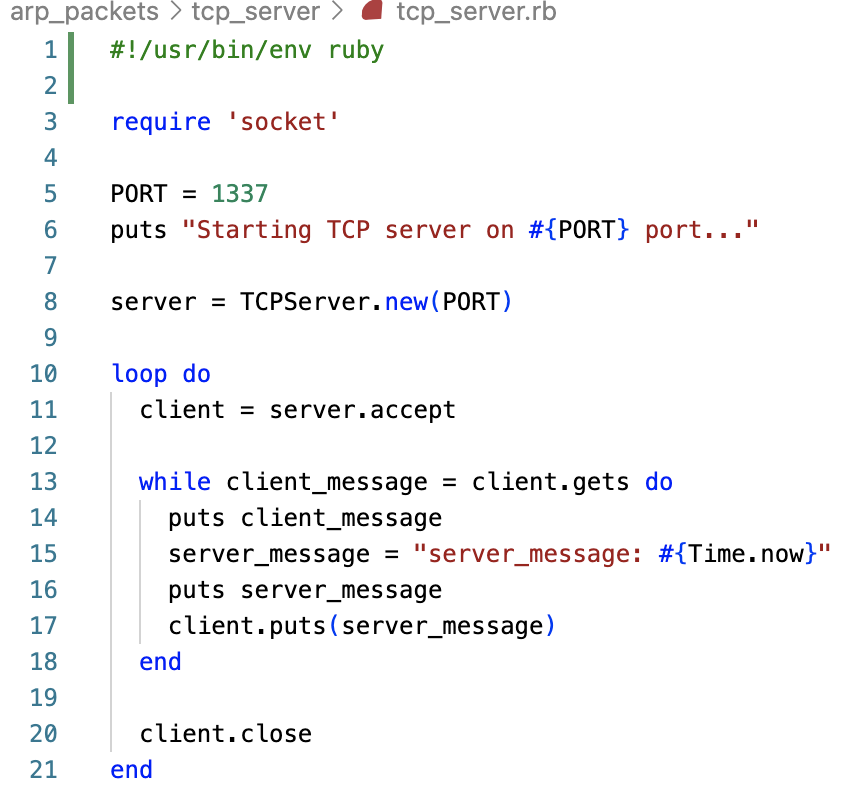 arp_packets > tcp_server > tcp_server.rb
1 #!/usr/bin/env ruby
2
3 require 'socket'
4
5 PORT = 1337
6 puts "Starting TCP server on #{PORT} port..."
7
8 server = TCPServer.new(PORT)
9
10 loop do
11   client = server.accept
12
13   while client_message = client.gets do
14     puts client_message
15     server_message = "server_message: #{Time.now}"
16     puts server_message
17     client.puts(server_message)
18   end
19
20   client.close
21 end